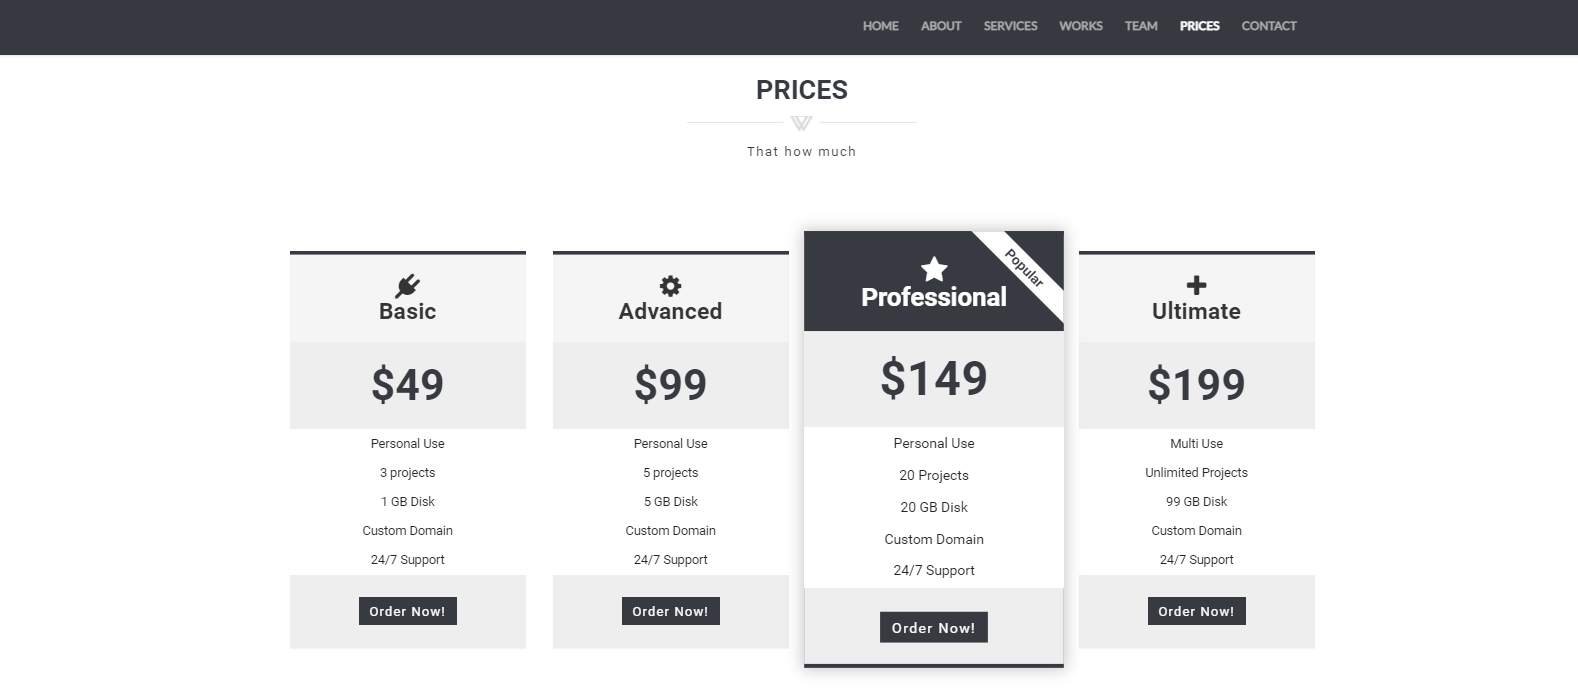 HOME ABOUT SERVICES WORKS TEAM PRICES CONTACT
PRICES
That how much
Basic
$49
Personal Use
3 projects
1 GB Disk
Custom Domain
24/7 Support
Order Now!
Advanced
$99
Personal Use
5 projects
5 GB Disk
Custom Domain
24/7 Support
Order Now!
Popular
Professional
$149
Personal Use
20 Projects
20 GB Disk
Custom Domain
24/7 Support
Order Now!
Ultimate
$199
Multi Use
Unlimited Projects
99 GB Disk
Custom Domain
24/7 Support
Order Now!